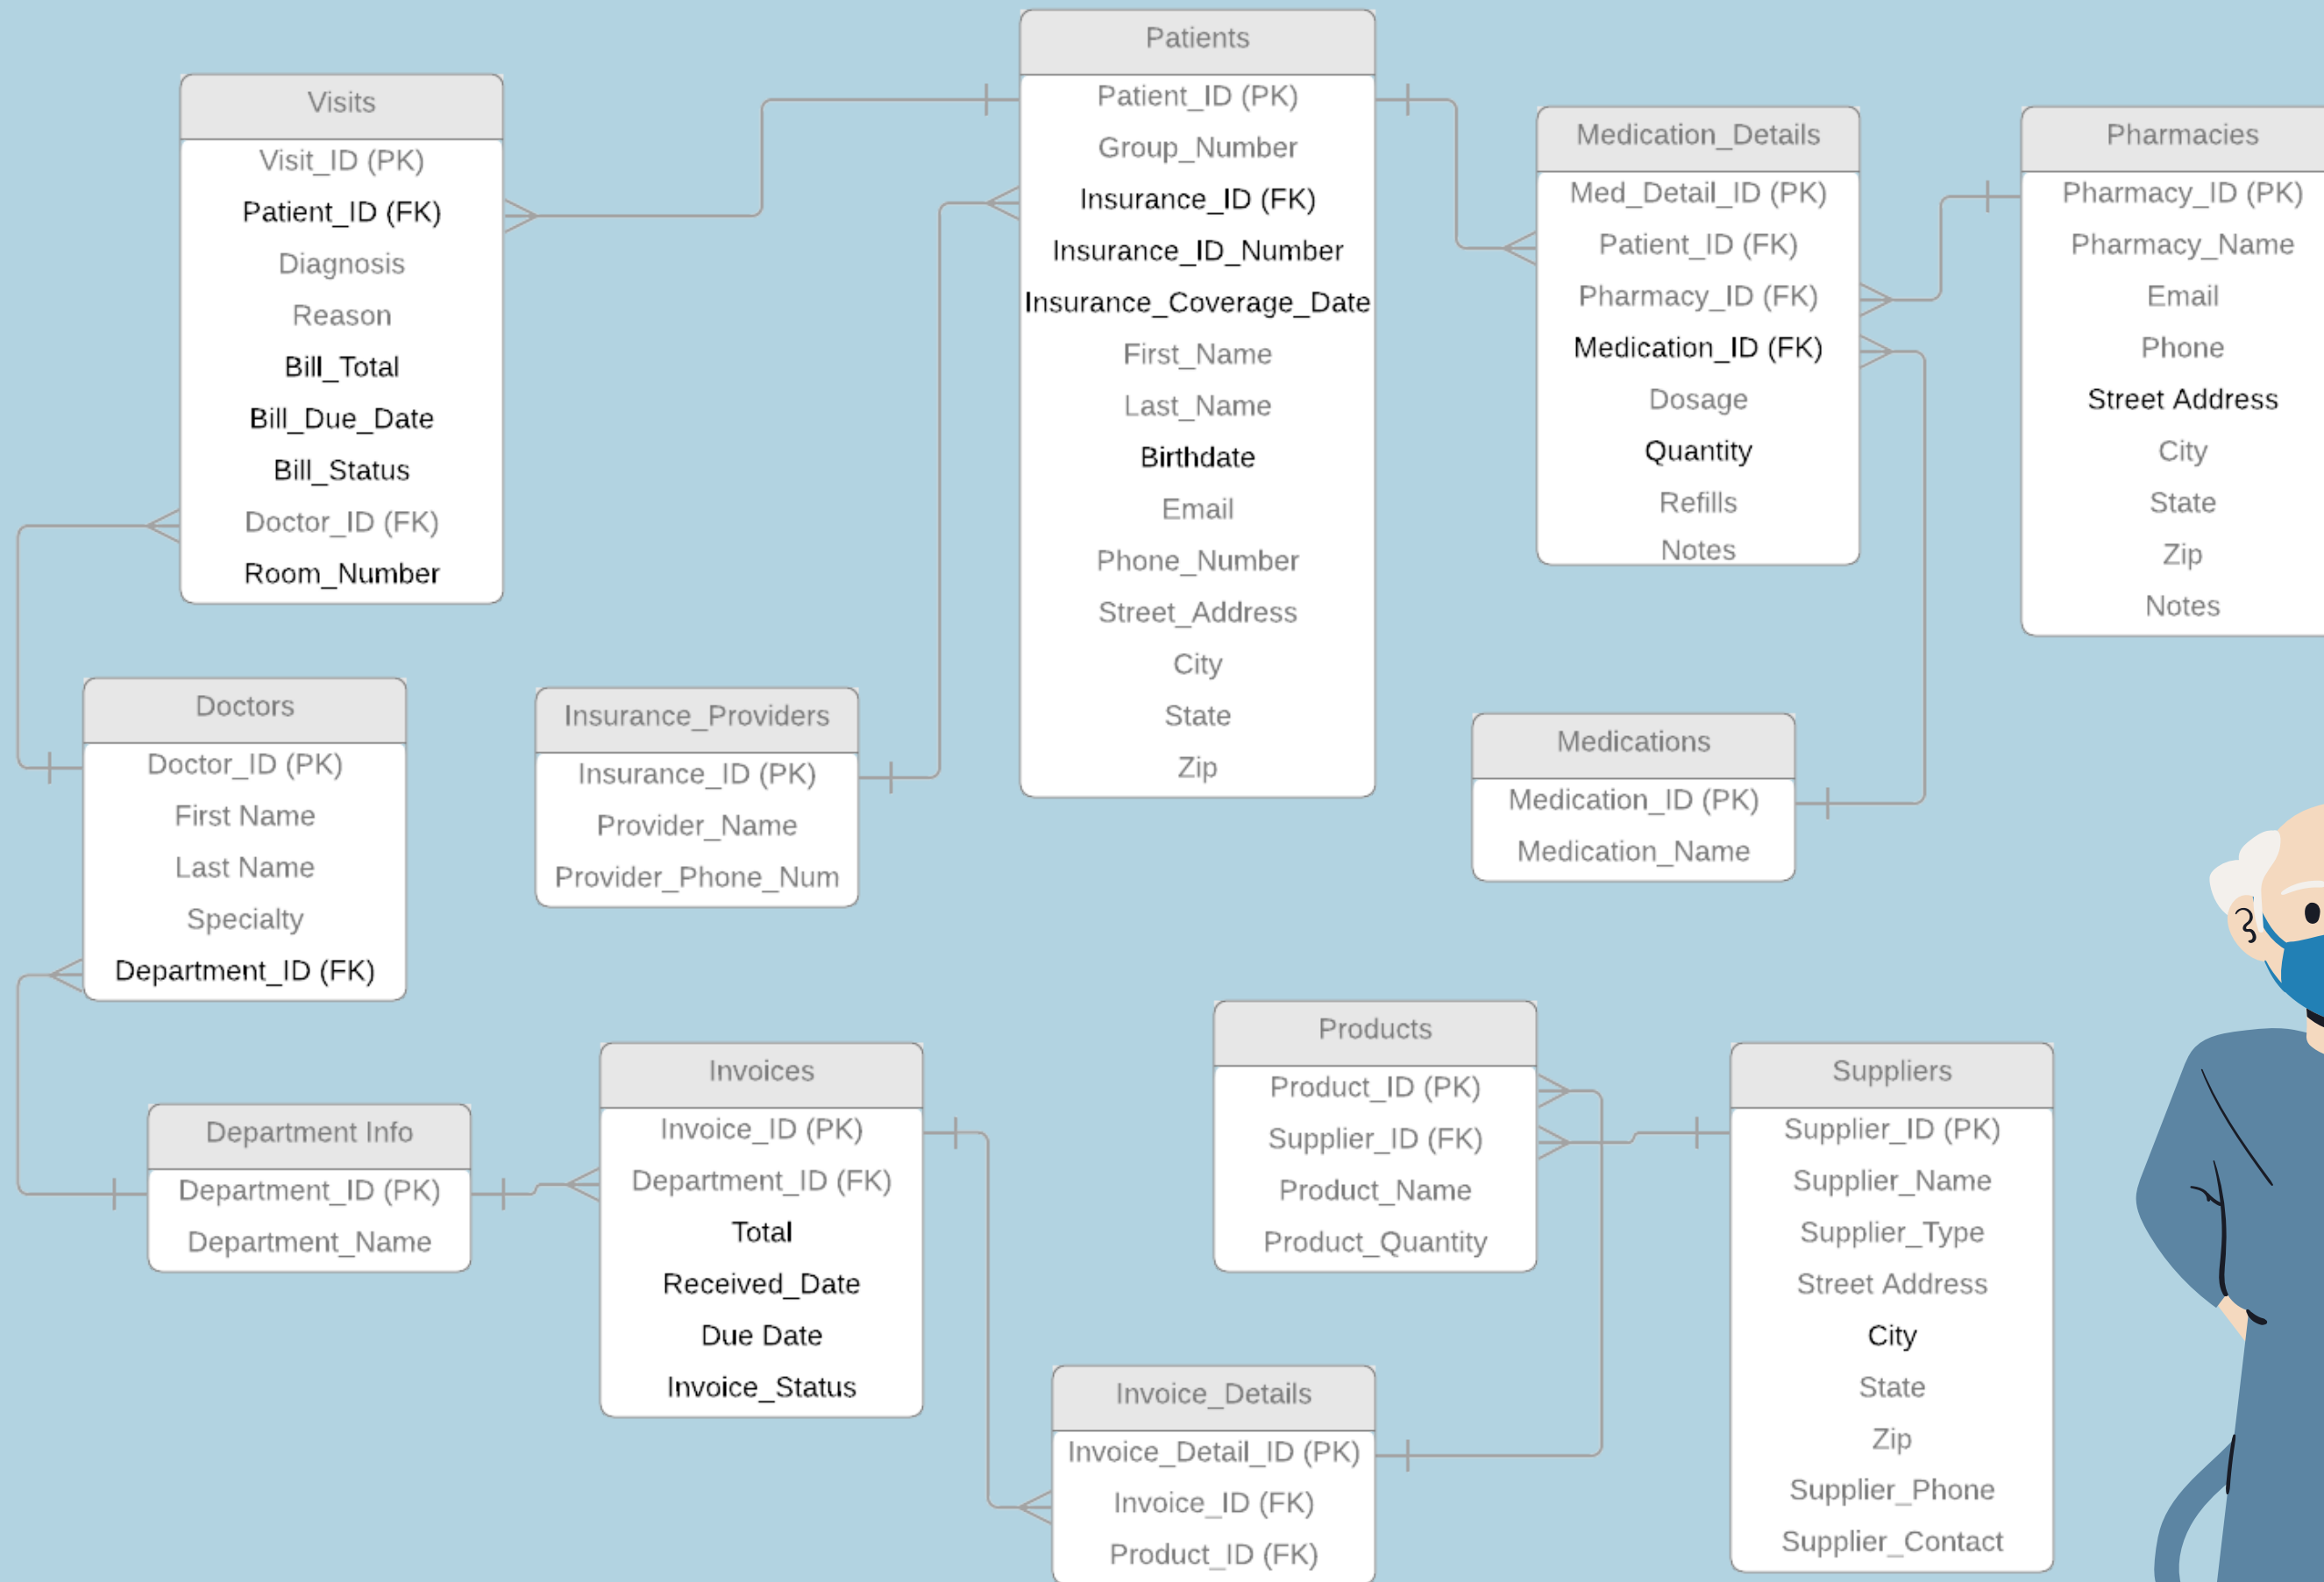 Patients
Patient_ID (PK)
Group_Number
Insurance_ID (FK)
Insurance_ID_Number
Insurance_Coverage_Date
First_Name
Last_Name
Birthdate
Email
Phone_Number
Street_Address
City
State
Zip
Visits
Visit_ID (PK)
Patient_ID (FK)
Diagnosis
Reason
Bill_Total
Bill_Due_Date
Bill_Status
Doctor_ID (FK)
Room_Number
Medication_Details
Med_Detail_ID (PK)
Patient_ID (FK)
Pharmacy_ID (FK)
Medication_ID (FK)
Dosage
Quantity
Refills
Notes
Pharmacies
Pharmacy_ID (PK)
Pharmacy_Name
Email
Phone
Street Address
City
State
Zip
Notes
Doctors
Doctor_ID (PK)
First Name
Last Name
Specialty
Department_ID (FK)
Insurance_Providers
Insurance_ID (PK)
Provider_Name
Provider_Phone_Num
Medications
Medication_ID (PK)
Medication_Name
Department Info
Department_ID (PK)
Department_Name
Invoices
Invoice_ID (PK)
Department_ID (FK)
Total
Received_Date
Due Date
Invoice_Status
Products
Product_ID (PK)
Supplier_ID (FK)
Product_Name
Product_Quantity
Suppliers
Supplier_ID (PK)
Supplier_Name
Supplier_Type
Street Address
City
State
Zip
Supplier_Phone
Supplier_Contact
Invoice_Details
Invoice_Detail_ID (PK)
Invoice_ID (FK)
Product_ID (FK)